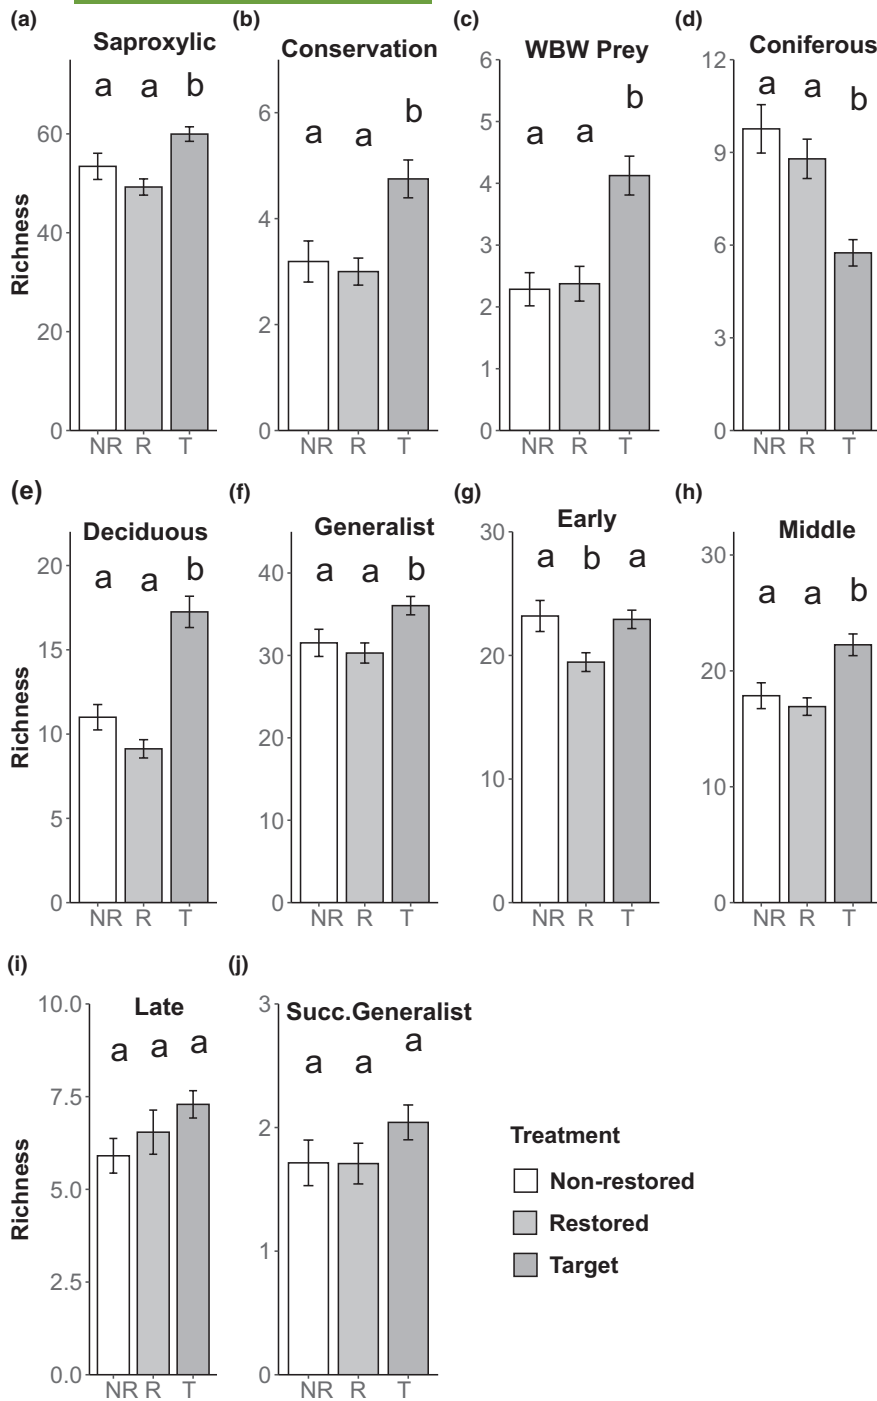 (a) (b) (c) (d)
Saproxylic Conservation WBW Prey Coniferous
a a b a a b a a b a a b
Richness
60
40
20
0
6
4
2
0
6
5
4
3
2
1
0
12
9
6
3
0
NR R T NR R T NR R T NR R T
(e) (f) (g) (h)
Deciduous Generalist Early Middle
a a b a a b a b a a a b
Richness
20
15
10
5
0
40
30
20
10
0
30
20
10
0
30
20
10
0
NR R T NR R T NR R T NR R T
(i) (j)
Late Succ.Generalist
a a a a a a
Richness
10.0
7.5
5.0
2.5
0.0
3
2
1
0
NR R T NR R T
Treatment
Non-restored
Restored
Target